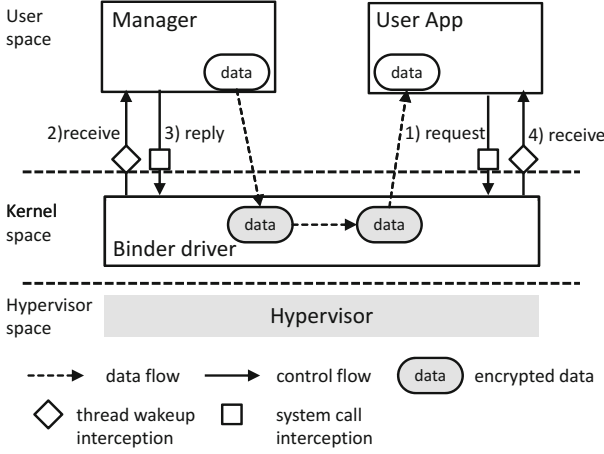 User
space
Manager
User App
data
data
2)receive
3) reply
1) request
4) receive
Kernel
space
data
data
Binder driver
Hypervisor
space
Hypervisor
data flow
control flow
data
encrypted data
thread wakeup
interception
system call
interception